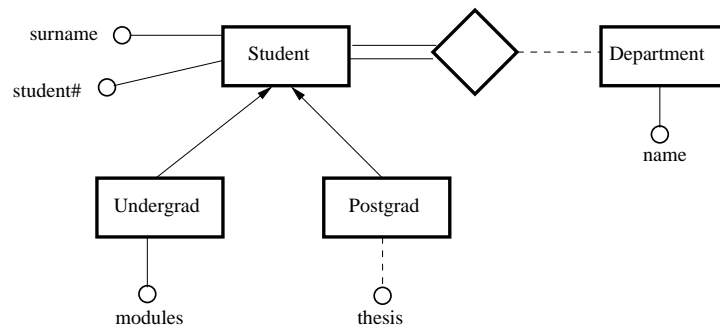 surname
Student
Department
student#
name
Undergrad
Postgrad
modules
thesis